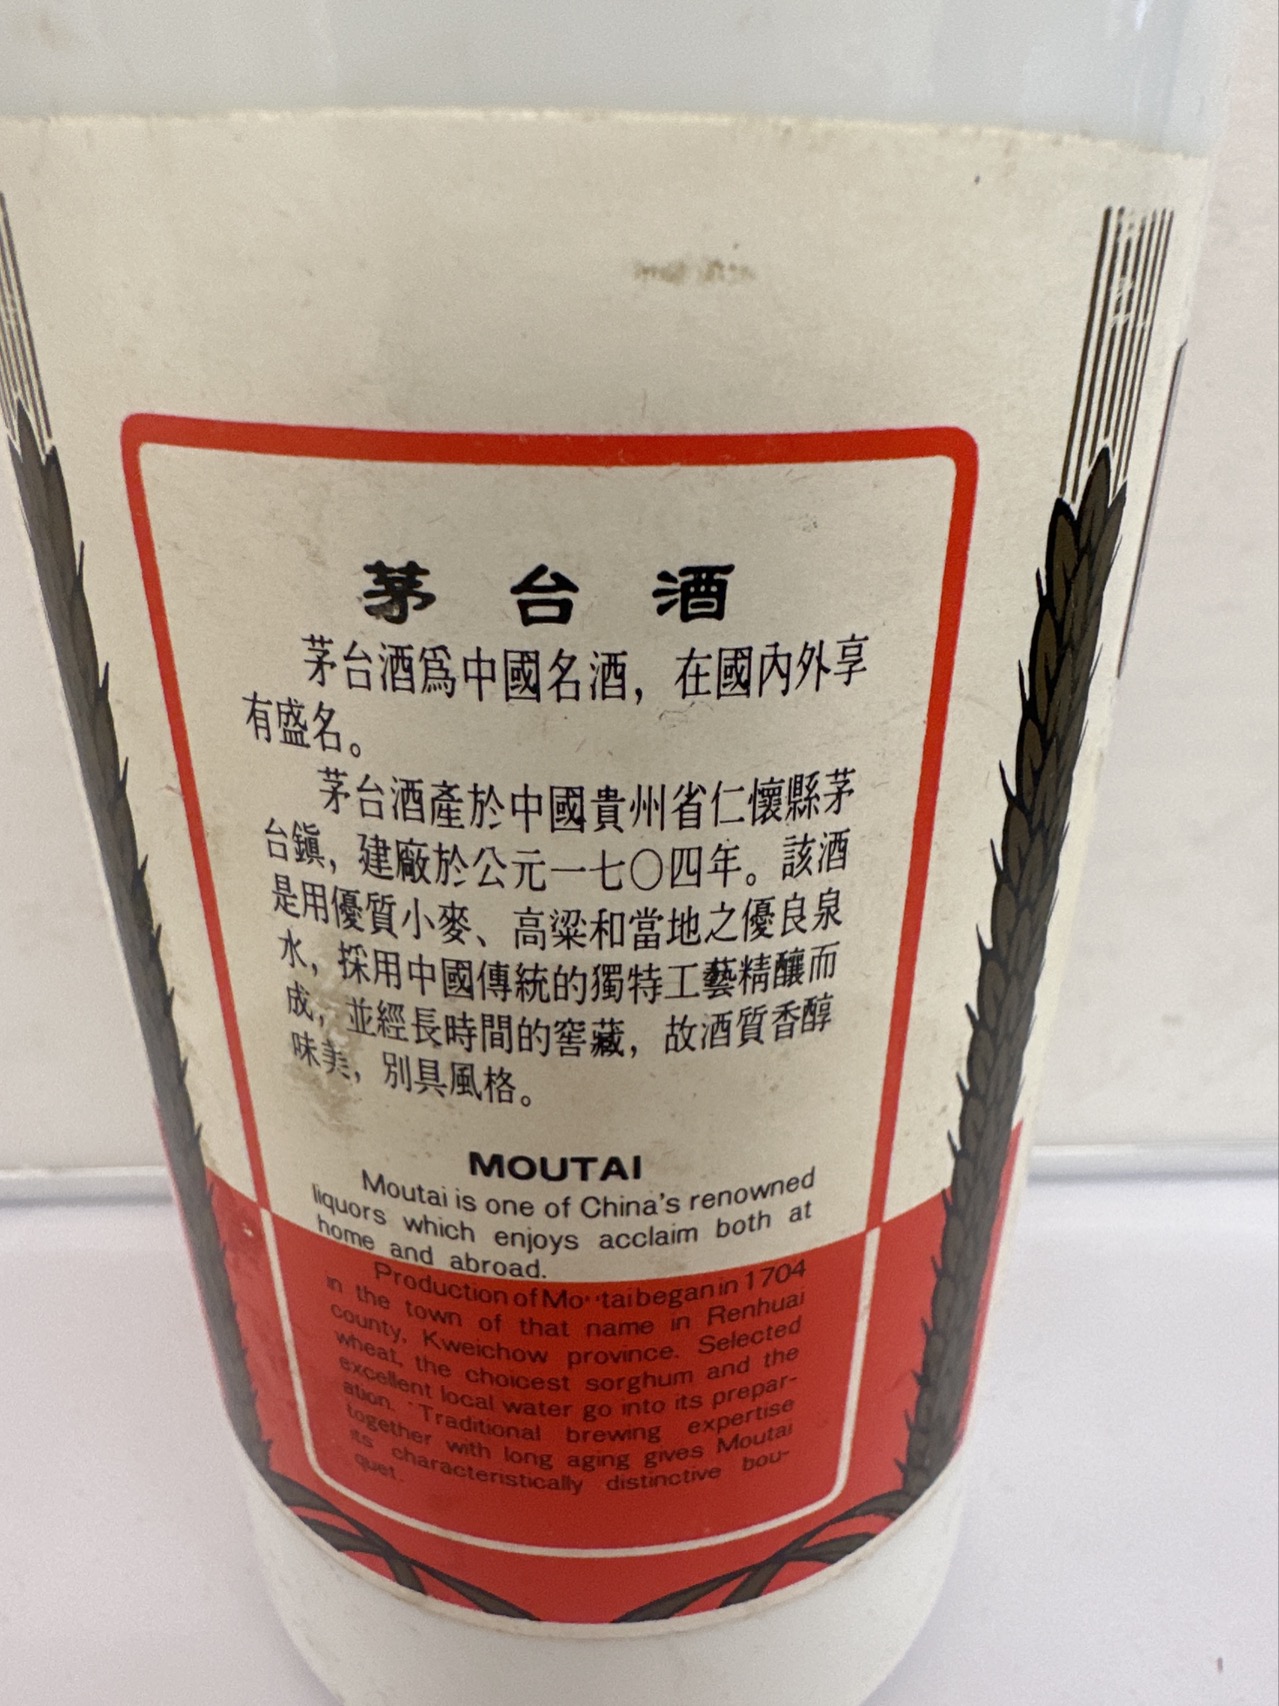 茅台酒
茅台酒爲中國名酒，在國內外享
有盛名。
茅台酒產於中國貴州省仁懷縣茅
台鎭，建廠於公元一七〇四年。該酒
是用優質小麥、高粱和當地之優良泉
水，採用中國傳統的獨特工藝精釀而
成，並經長時間的窖藏，故酒質香醇
味美，別具風格。
MOUTAI
Moutai is one of China's renowned
liquors which enjoys acclaim both at
home and abroad.
Production of Mo tai began in 1704
in the town of that name in Renhuai
county, Kweichow province. Selected
wheat, the choicest sorghum and the
excellent local water go into its prepar-
ation. Traditional brewing expertise
together with long aging gives Moutai
its characteristically distinctive bou-
quet.